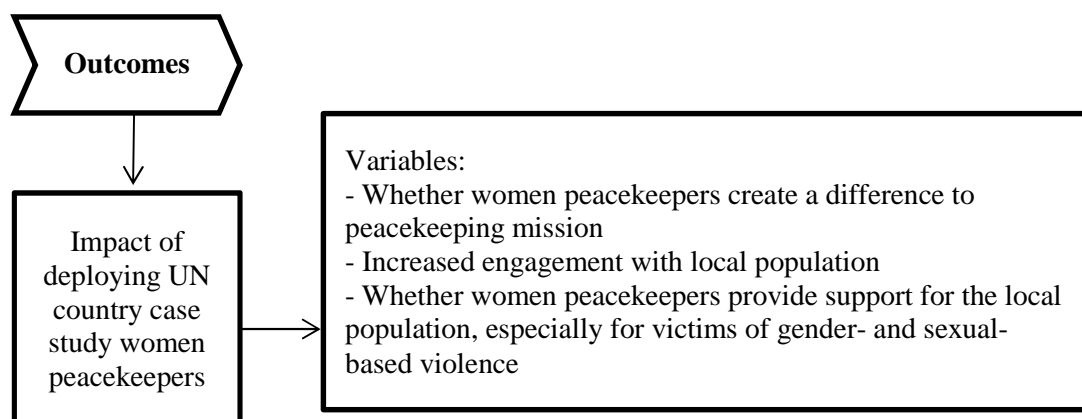 Outcomes
Impact of
deploying UN
country case
study women
peacekeepers
Variables:
- Whether women peacekeepers create a difference to
peacekeeping mission
- Increased engagement with local population
- Whether women peacekeepers provide support for the local
population, especially for victims of gender- and sexual-
based violence